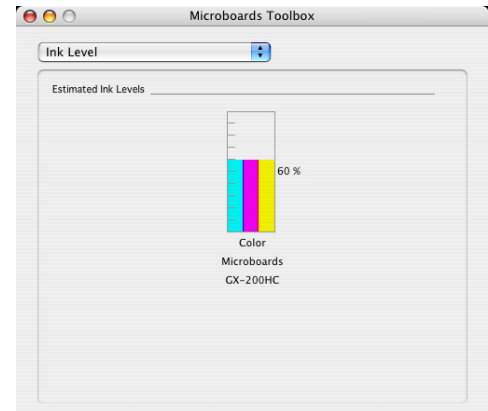 Microboards Toolbox
Ink Level
Estimated Ink Levels
60 %
Color
Microboards
GX-200HC